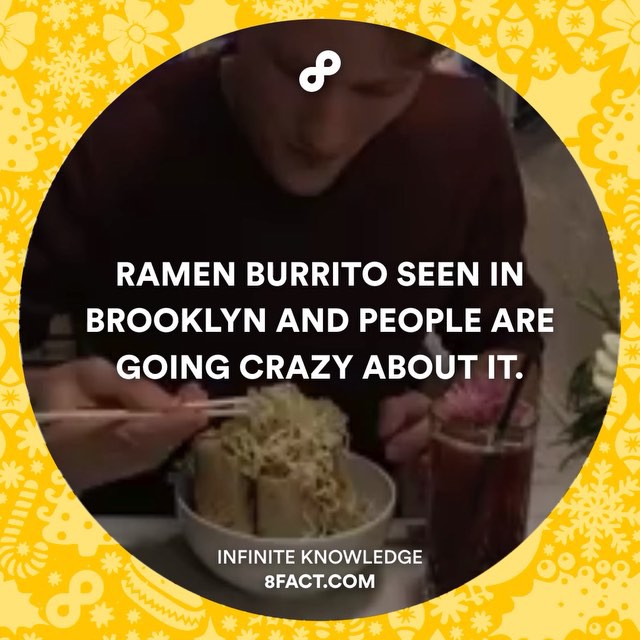 RAMEN BURRITO SEEN IN
BROOKLYN AND PEOPLE ARE
GOING CRAZY ABOUT IT.
INFINITE KNOWLEDGE
8FACT.COM